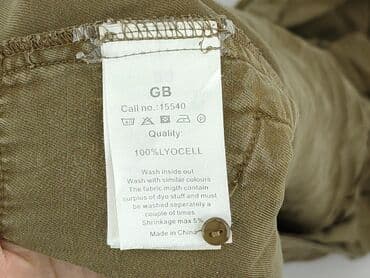 GB
Call no.: 15540
Quality:
100%LYOCELL
Wash inside out
Wash with similar colours
The fabric migth contain
surplus of dye stuff and must
be washed seperately a
couple of times.
Shrinkage max 5%
Made in China